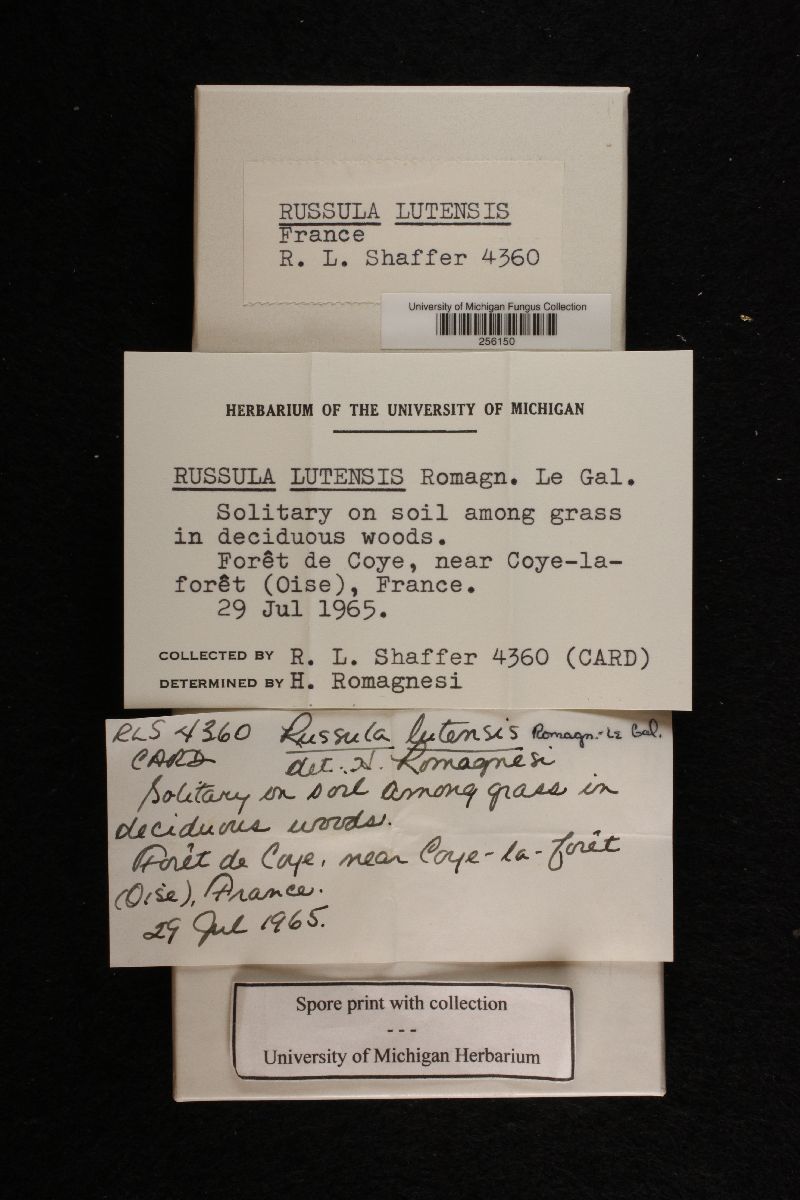 RUSSULA LUTENSIS
France
R. L. Shaffer 4360
University of Michigan Fungus Collection
256150
HERBARIUM OF THE UNIVERSITY OF MICHIGAN
RUSSULA LUTENSIS Romagn. Le Gal.
Solitary on soil among grass
in deciduous woods.
Forêt de Coye, near Coye-la-
forêt (Oise), France.
29 Jul 1965.
COLLECTED BY R. L. Shaffer 4360 (CARD)
DETERMINED BY H. Romagnesi
RLS 4360 Russula lutensis Romagn.-Le Gal.
CARD det. H. Romagnesi
Solitary on soil among grass in
deciduous woods.
Forêt de Coye, near Coye-la-forêt
(Oise), France.
29 Jul 1965.
Spore print with collection
---
University of Michigan Herbarium